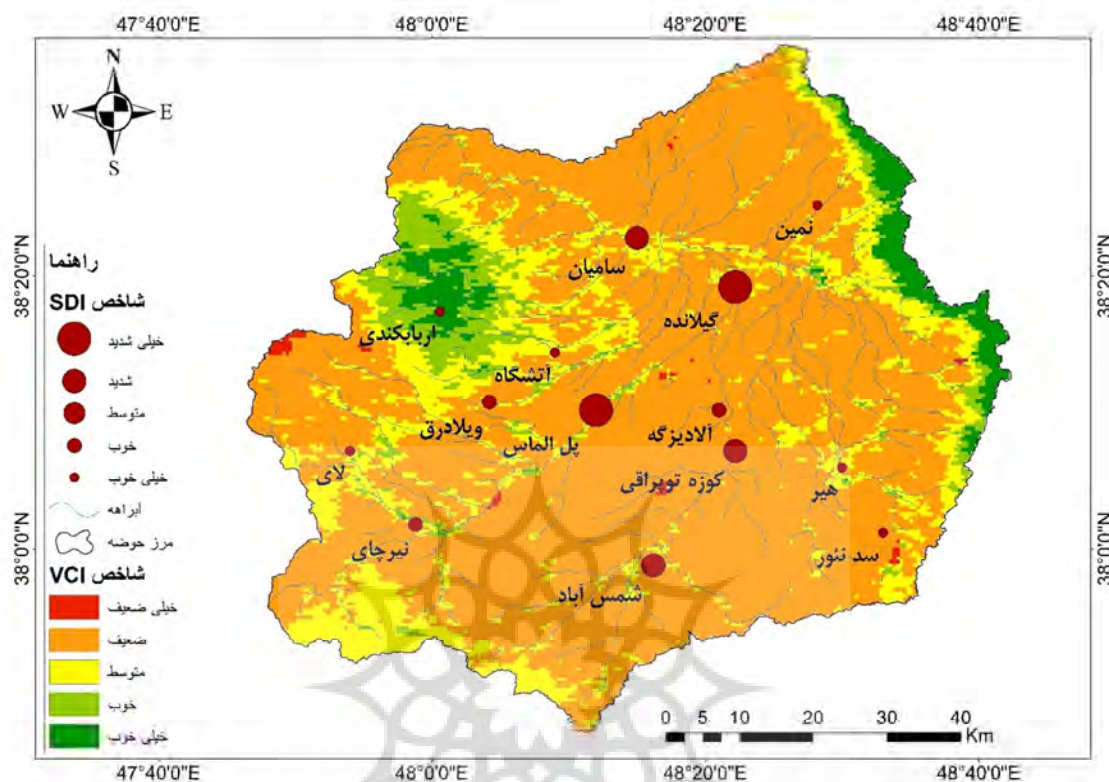 47°40'0"E 48°0'0"E 48°20'0"E 48°40'0"E
N
W E
S
38°20'0"N
38°0'0"N
راهنما
شاخص SDI
خیلی شدید
شدید
متوسط
خوب
خیلی خوب
ابراهه
مرز حوضه
شاخص VCI
خیلی ضعیف
ضعیف
متوسط
خوب
خیلی خوب
نمین
سامیان
گیلانده
اربابکندی
آتشگاه
ویلادرق
پل الماس
آلادیزگه
کوزه توپراقی
هیر
لای
نیرچای
سد نئور
شمس آباد
38°20'0"N
38°0'0"N
0 5 10 20 30 40
Km
47°40'0"E 48°0'0"E 48°20'0"E 48°40'0"E